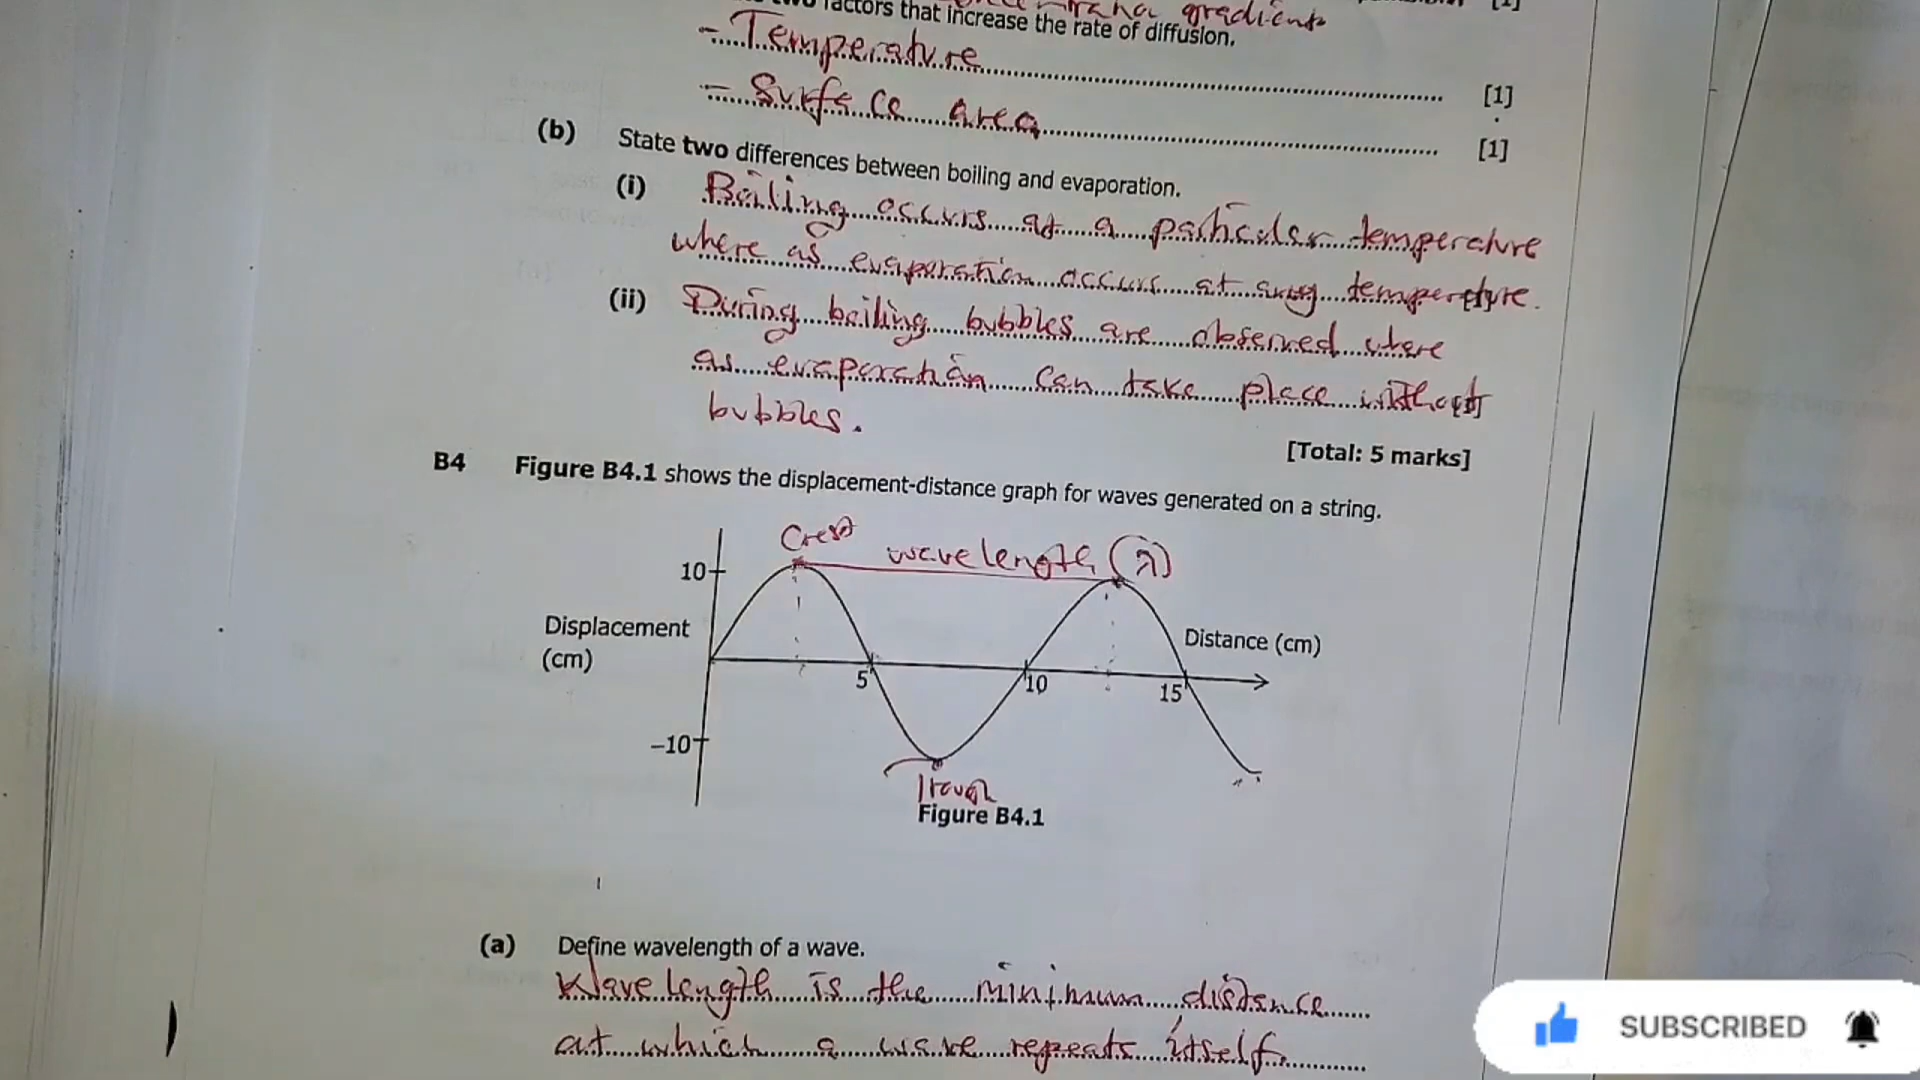 gradient
two factors that increase the rate of diffusion.
- Temperature [1]
- Surface area [1]
(b) State two differences between boiling and evaporation.
(i) Boiling occurs at a particular temperature
where as evaporation occurs at any temperature.
(ii) During boiling bubbles are observed where
as evaporation can take place without
bubbles.
[Total: 5 marks]
B4 Figure B4.1 shows the displacement-distance graph for waves generated on a string.
Crest wavelength (λ)
10
Displacement
(cm)
Distance (cm)
5 10 15
-10
Trough
Figure B4.1
(a) Define wavelength of a wave.
Wavelength is the minimum distance
at which a wave repeats itself.
SUBSCRIBED